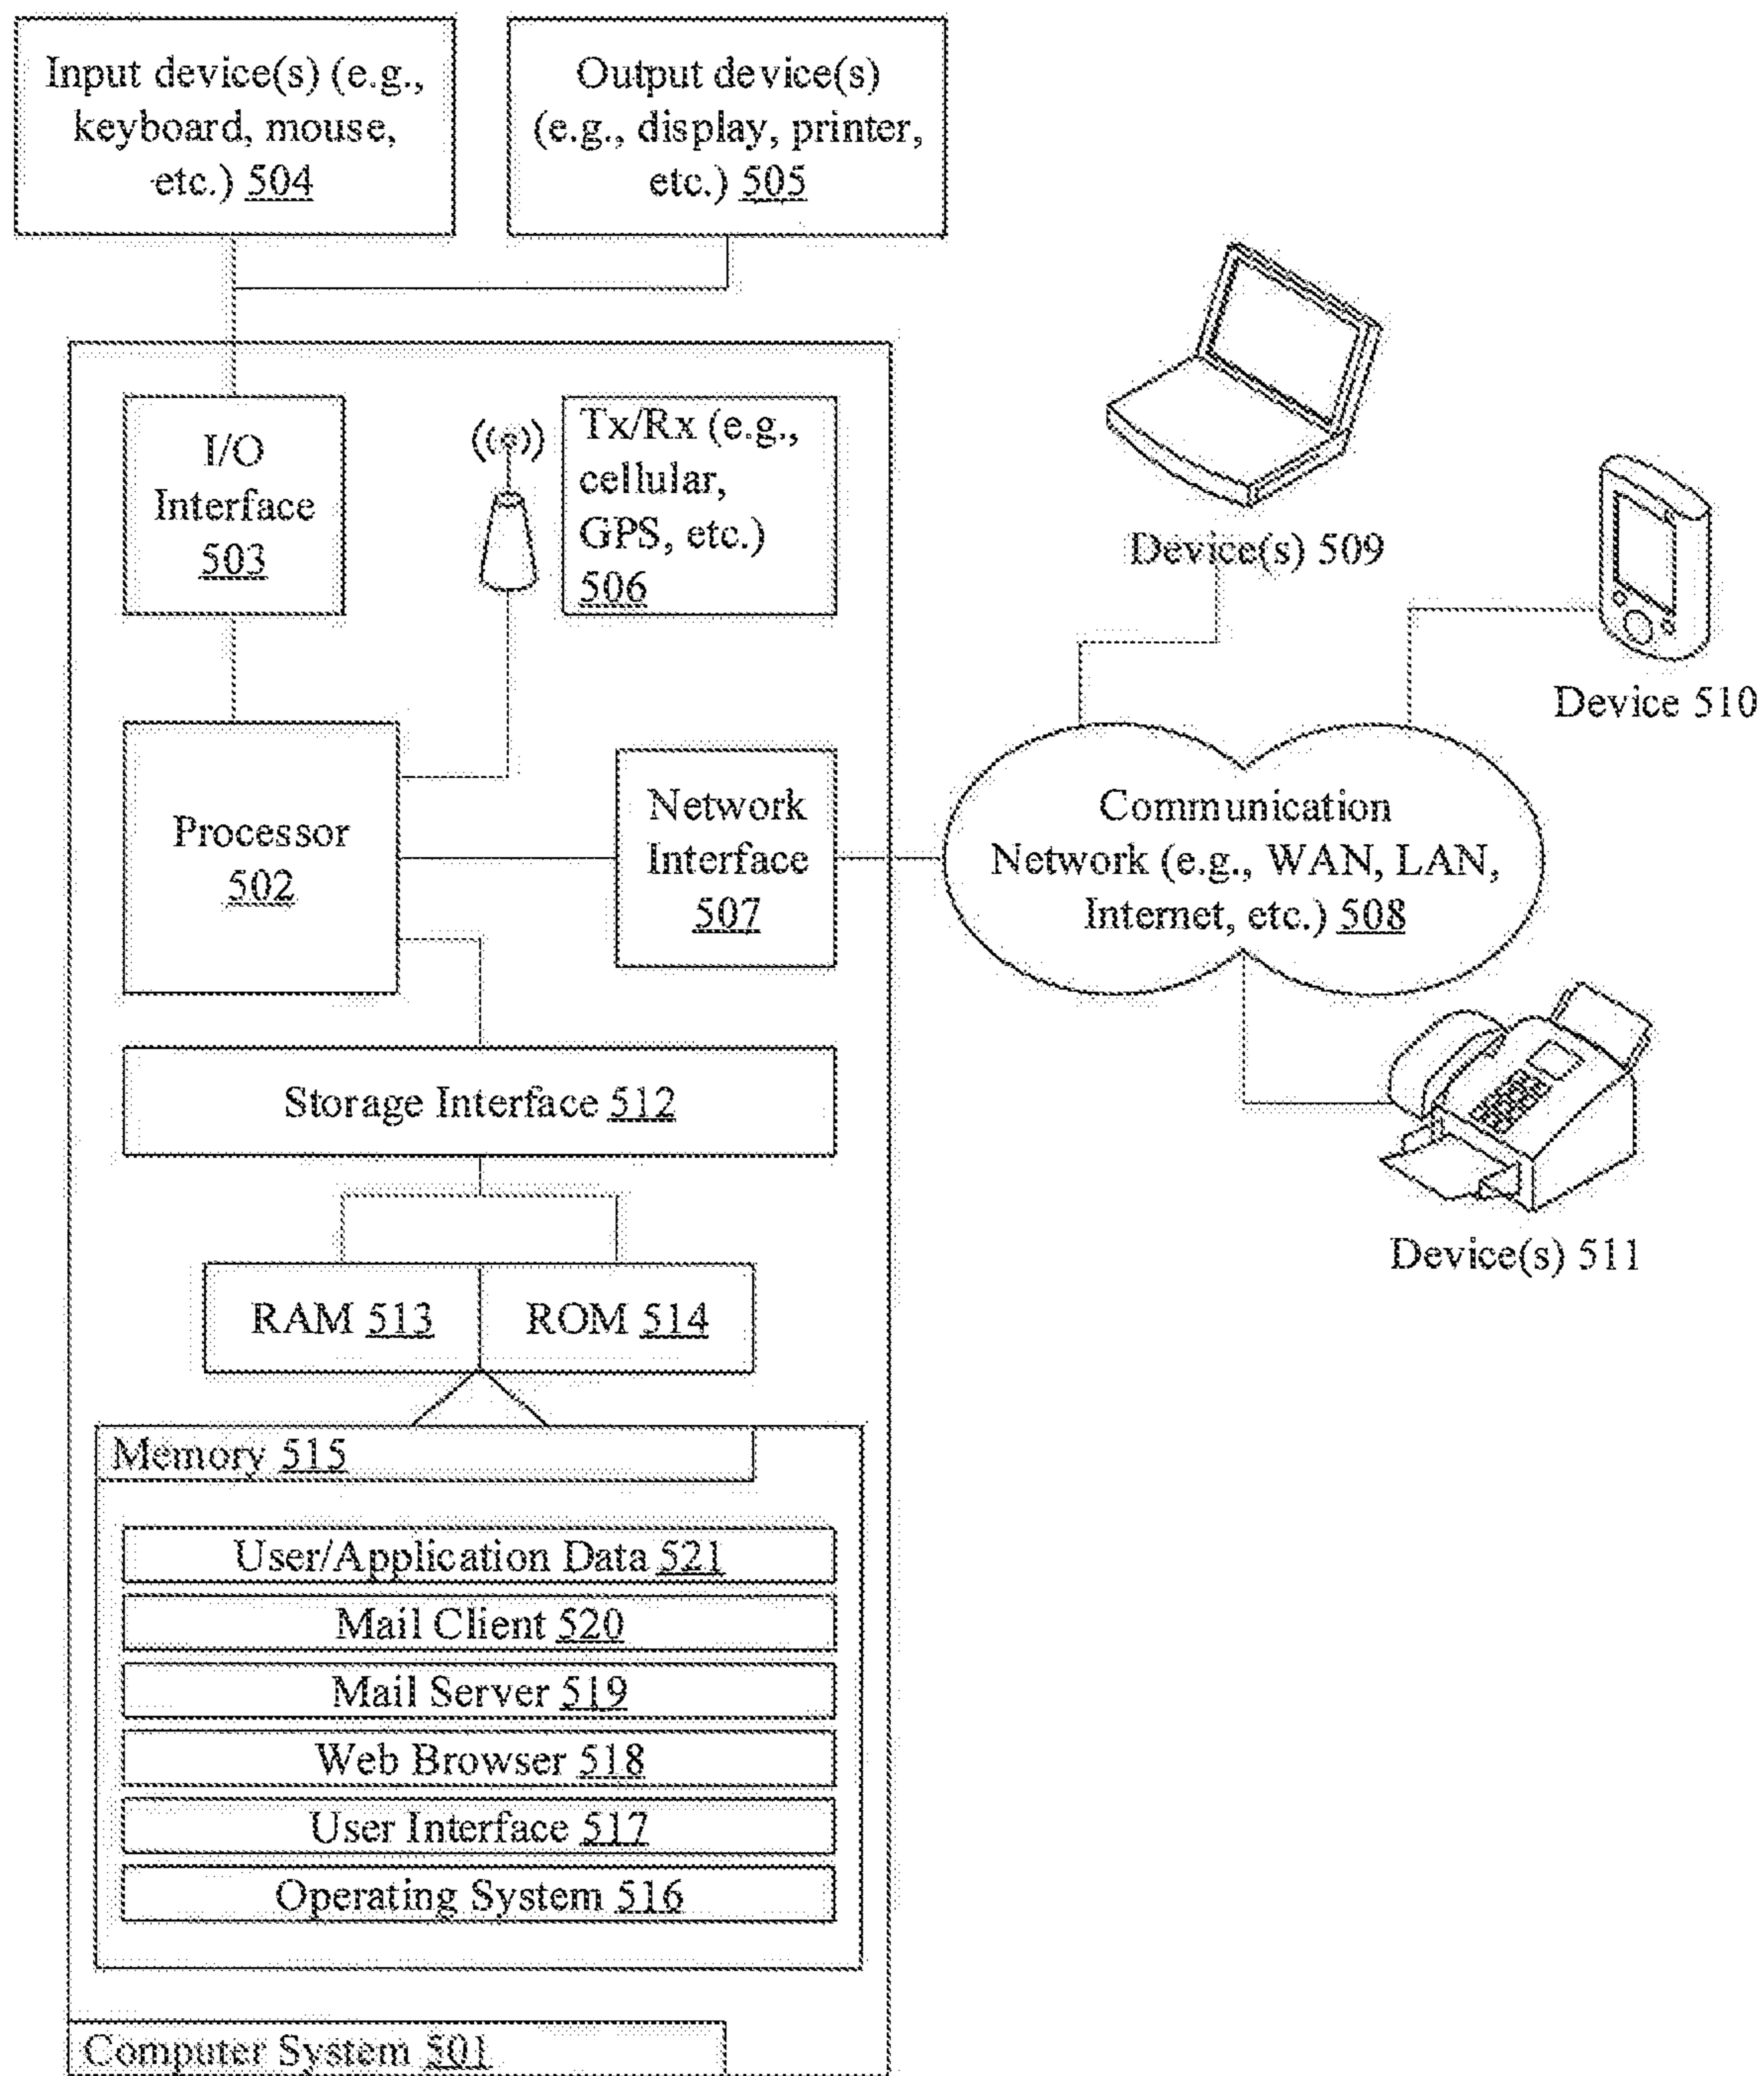 Input device(s) (e.g.,
keyboard, mouse,
etc.) 504
Output device(s)
(e.g., display, printer,
etc.) 505
I/O
Interface
503
Tx/Rx (e.g.,
cellular,
GPS, etc.)
506
Device(s) 509
Device 510
Processor
502
Network
Interface
507
Communication
Network (e.g., WAN, LAN,
Internet, etc.) 508
Storage Interface 512
Device(s) 511
RAM 513
ROM 514
Memory 515
User/Application Data 521
Mail Client 520
Mail Server 519
Web Browser 518
User Interface 517
Operating System 516
Computer System 501